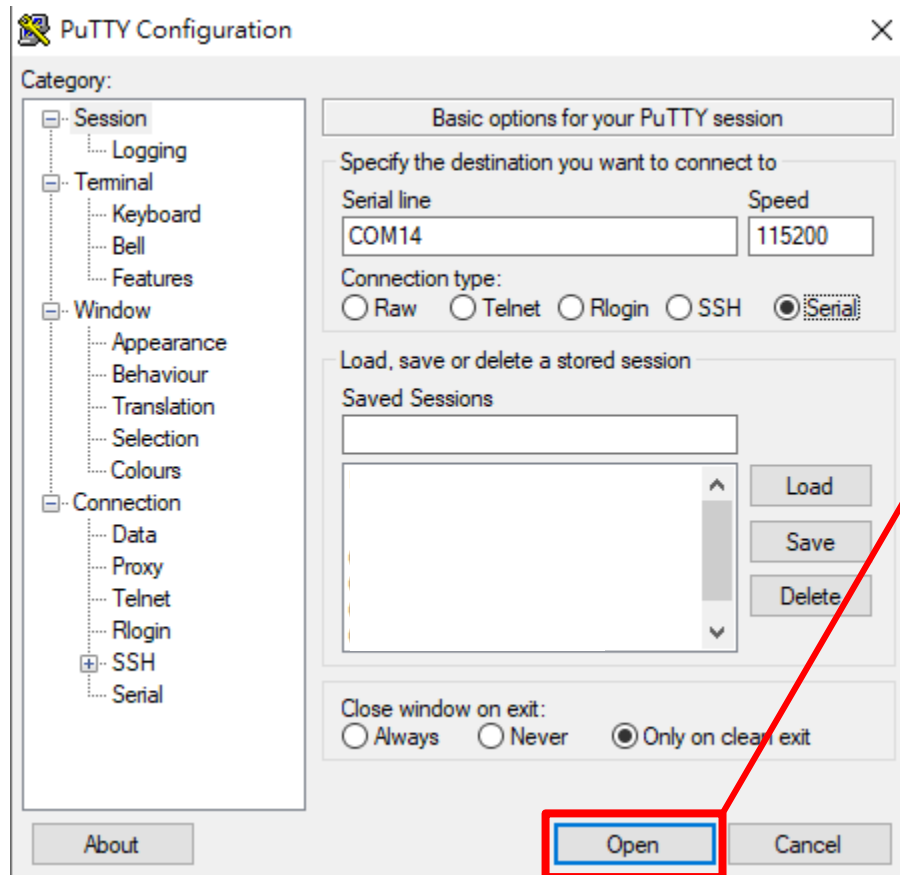 PuTTY Configuration
Category:
Session
Logging
Terminal
Keyboard
Bell
Features
Window
Appearance
Behaviour
Translation
Selection
Colours
Connection
Data
Proxy
Telnet
Rlogin
SSH
Serial
Basic options for your PuTTY session
Specify the destination you want to connect to
Serial line Speed
COM14 115200
Connection type:
Raw Telnet Rlogin SSH Serial
Load, save or delete a stored session
Saved Sessions
Load
Save
Delete
Close window on exit:
Always Never Only on clean exit
About Open Cancel